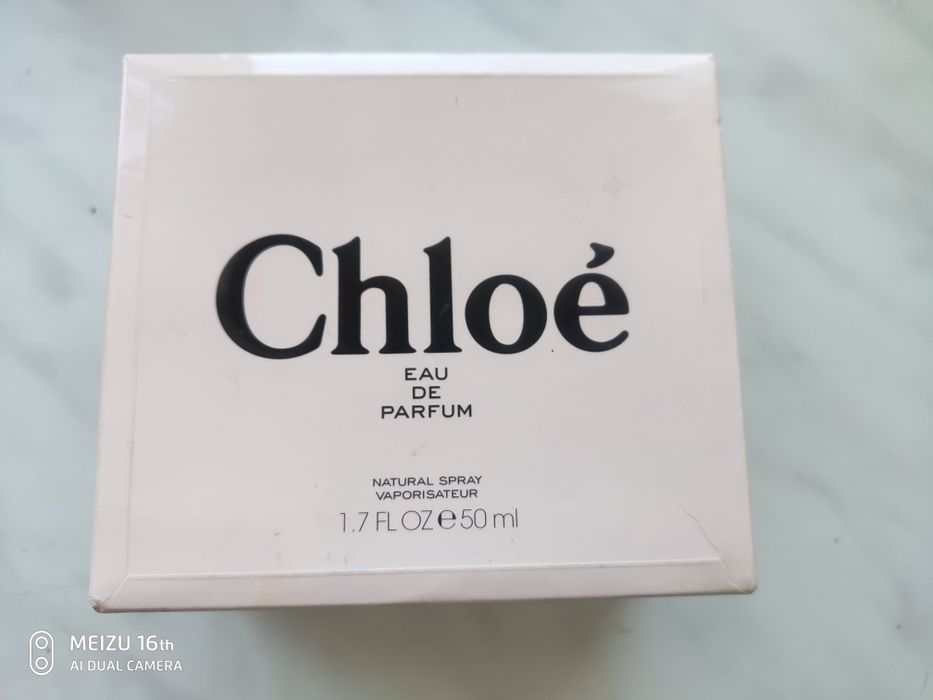 Chloé
EAU
DE
PARFUM
NATURAL SPRAY
VAPORISATEUR
1.7 FL OZ ℮ 50 ml
MEIZU 16th
AI DUAL CAMERA